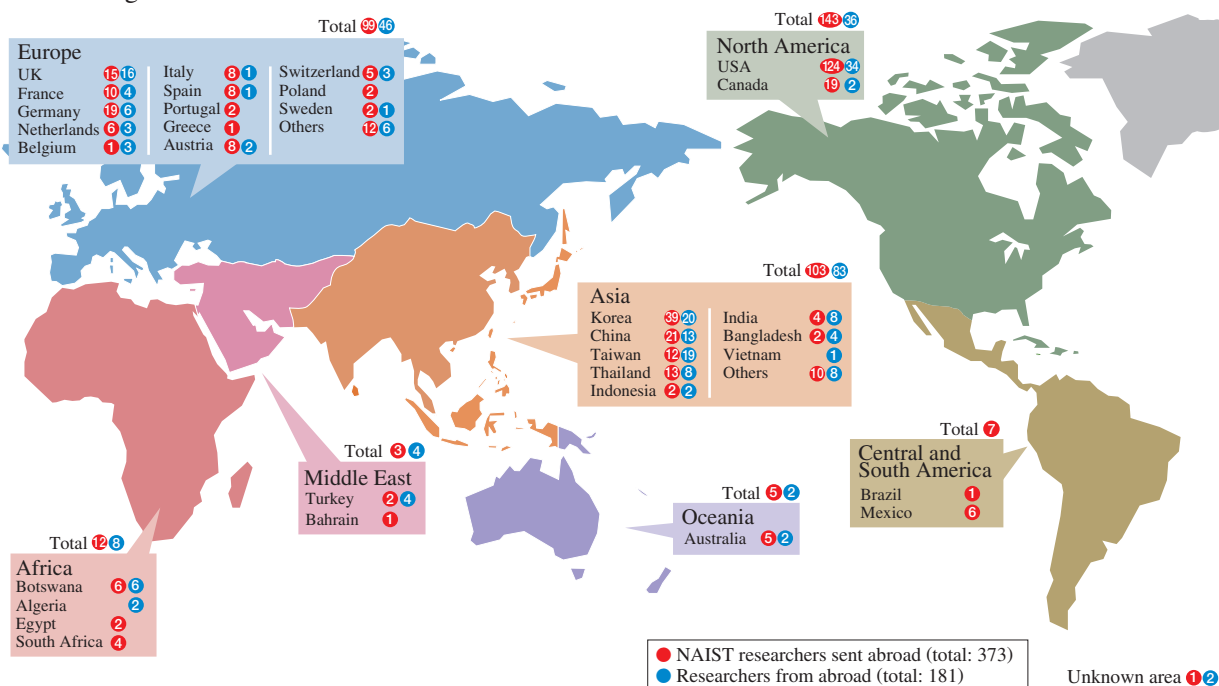 Total 99 46
Europe
UK 15 16
France 10 4
Germany 19 6
Netherlands 6 3
Belgium 1 3
Italy 8 1
Spain 8 1
Portugal 2
Greece 1
Austria 8 2
Switzerland 5 3
Poland 2
Sweden 2 1
Others 12 6
Total 143 36
North America
USA 124 34
Canada 19 2
Total 103 83
Asia
Korea 39 20
China 21 13
Taiwan 12 19
Thailand 13 8
Indonesia 2 2
India 4 8
Bangladesh 2 4
Vietnam 1
Others 10 8
Total 3 4
Middle East
Turkey 2 4
Bahrain 1
Total 7
Central and
South America
Brazil 1
Mexico 6
Total 5 2
Oceania
Australia 5 2
Total 12 8
Africa
Botswana 6 6
Algeria 2
Egypt 2
South Africa 4
NAIST researchers sent abroad (total: 373)
Researchers from abroad (total: 181)
Unknown area 1 2